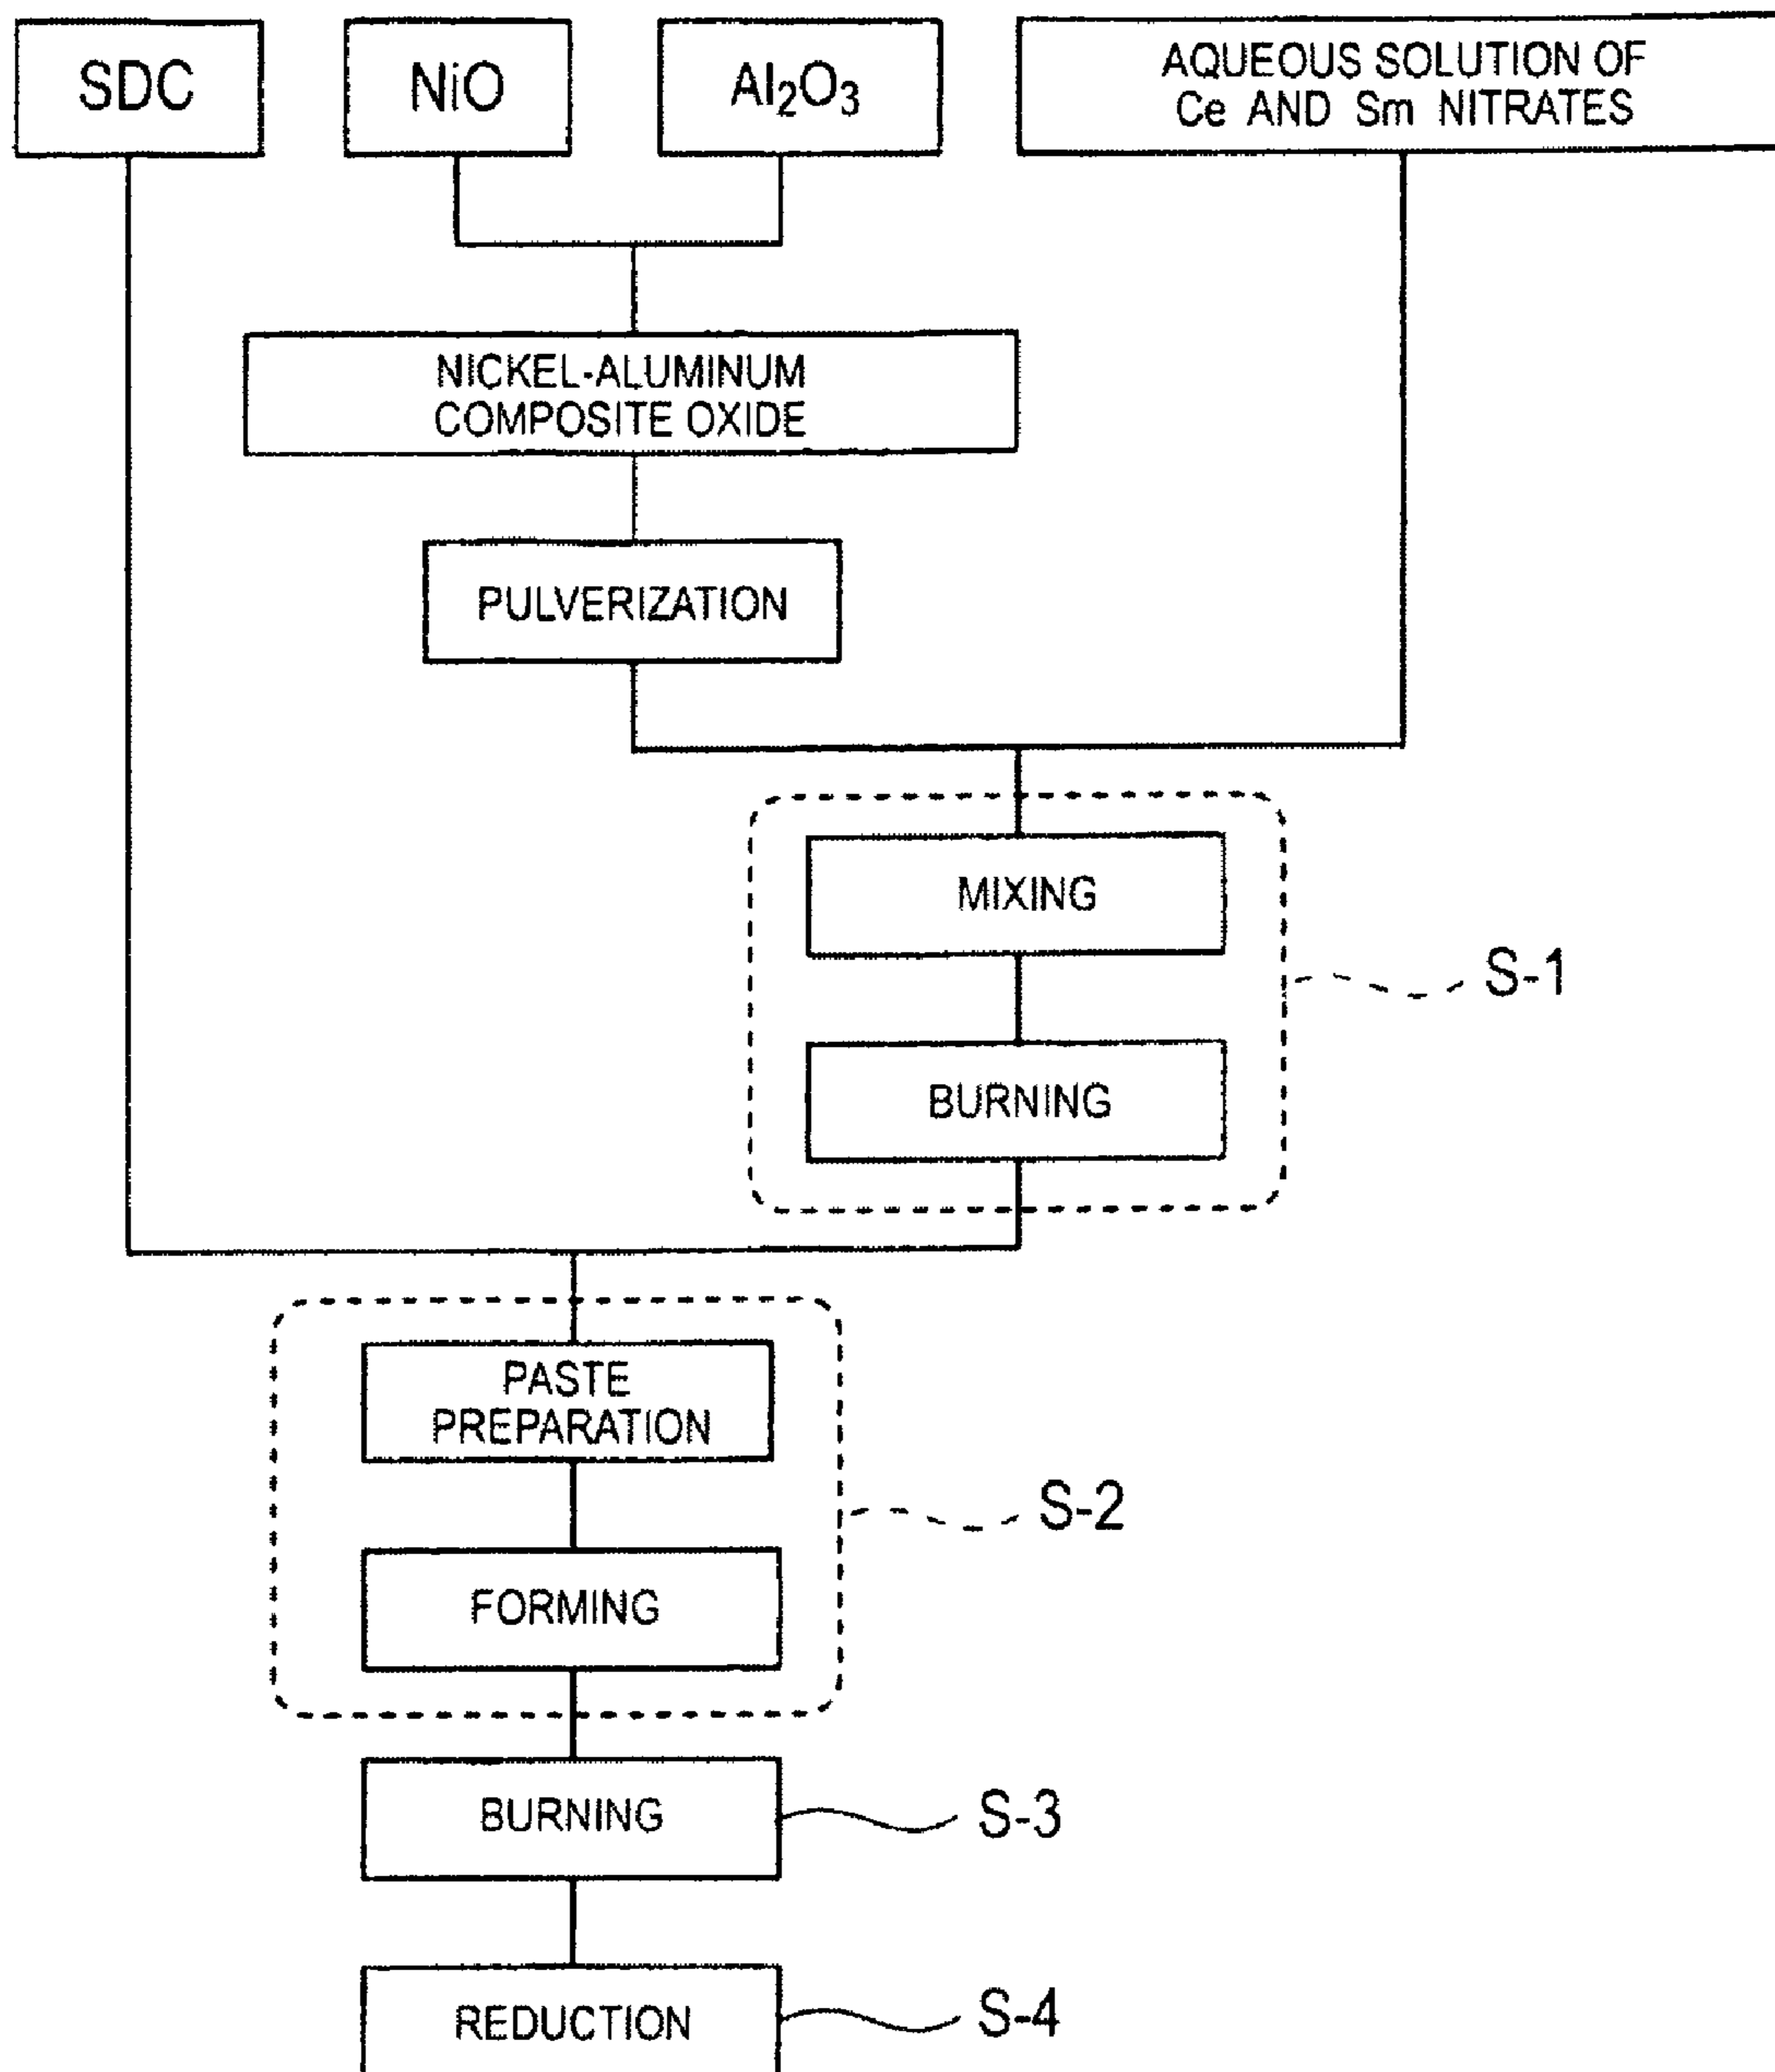 SDC
NiO
Al₂O₃
AQUEOUS SOLUTION OF
Ce AND Sm NITRATES
NICKEL-ALUMINUM
COMPOSITE OXIDE
PULVERIZATION
MIXING
S-1
BURNING
PASTE
PREPARATION
S-2
FORMING
BURNING
S-3
REDUCTION
S-4